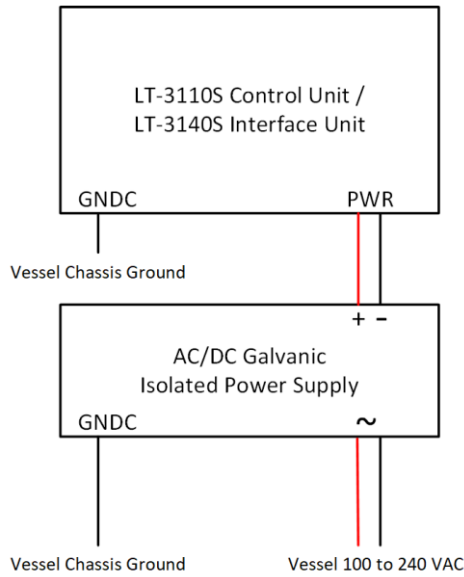 LT-3110S Control Unit /
LT-3140S Interface Unit
GNDC PWR
Vessel Chassis Ground
+ –
AC/DC Galvanic
Isolated Power Supply
GNDC ~
Vessel Chassis Ground Vessel 100 to 240 VAC